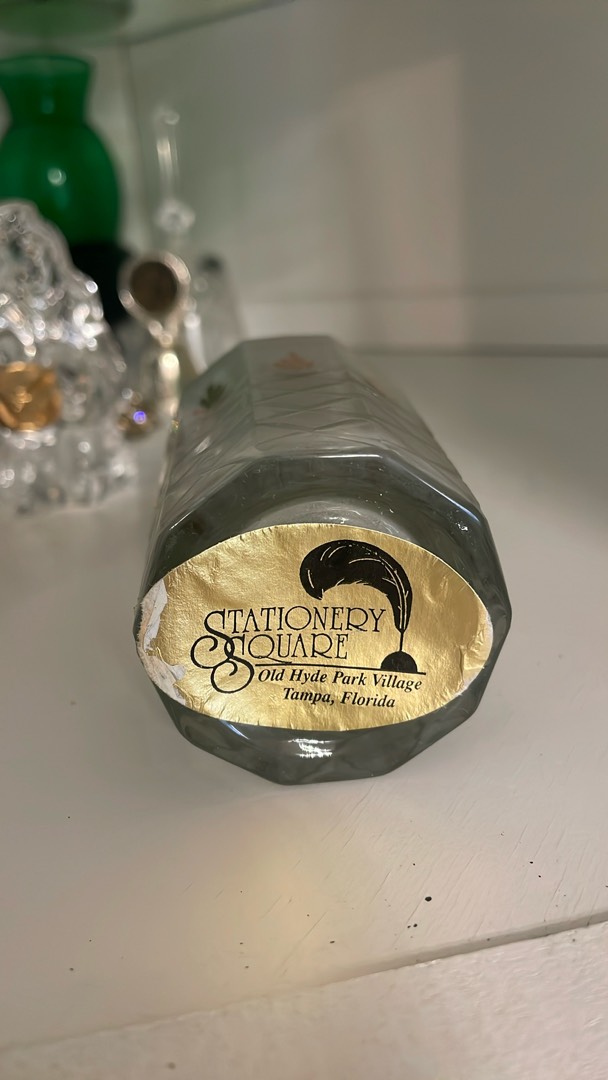 STATIONERY
SQUARE
Old Hyde Park Village
Tampa, Florida